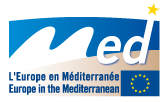 Med
L'Europe en Méditerranée
Europe in the Mediterranean